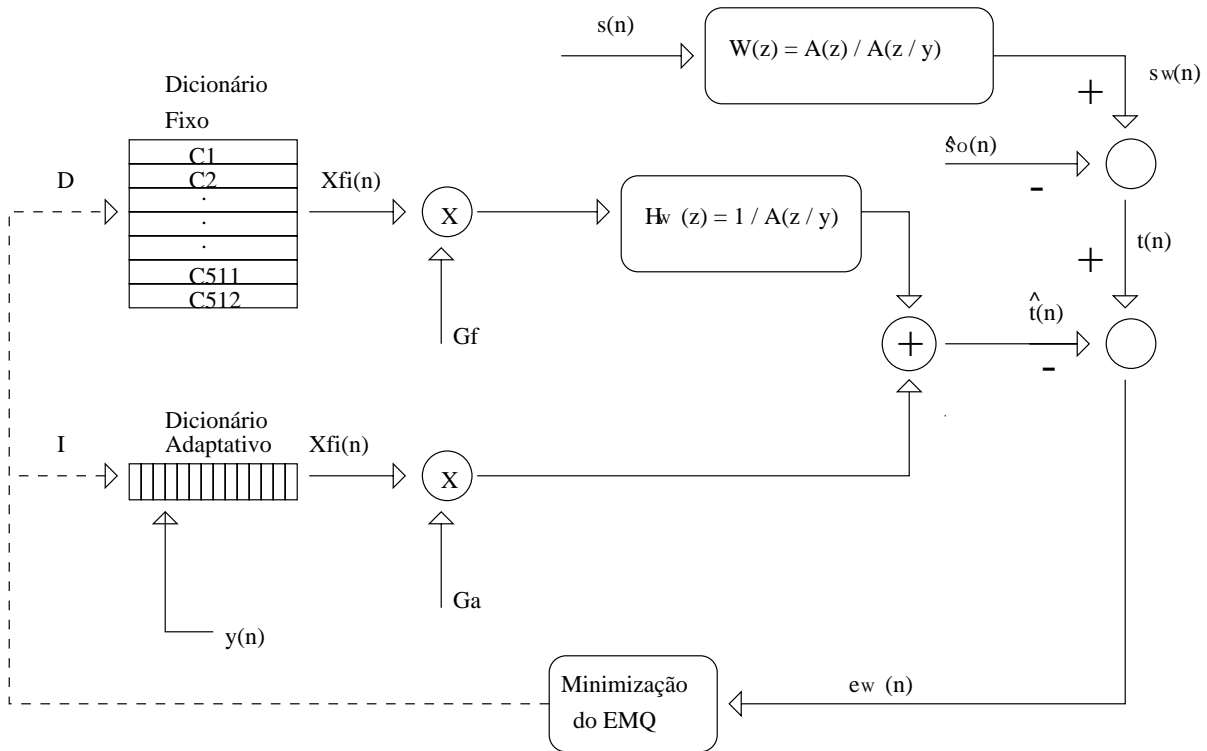 s(n)
W(z) = A(z) / A(z / y)
sw(n)
+
Dicionário
Fixo
C1
C2
.
.
.
C511
C512
D
Xfi(n)
X
Gf
Hw (z) = 1 / A(z / y)
ŝo(n)
-
t(n)
+
t̂(n)
-
+
Dicionário
Adaptativo
I
Xfi(n)
X
Ga
y(n)
Minimização
do EMQ
ew (n)